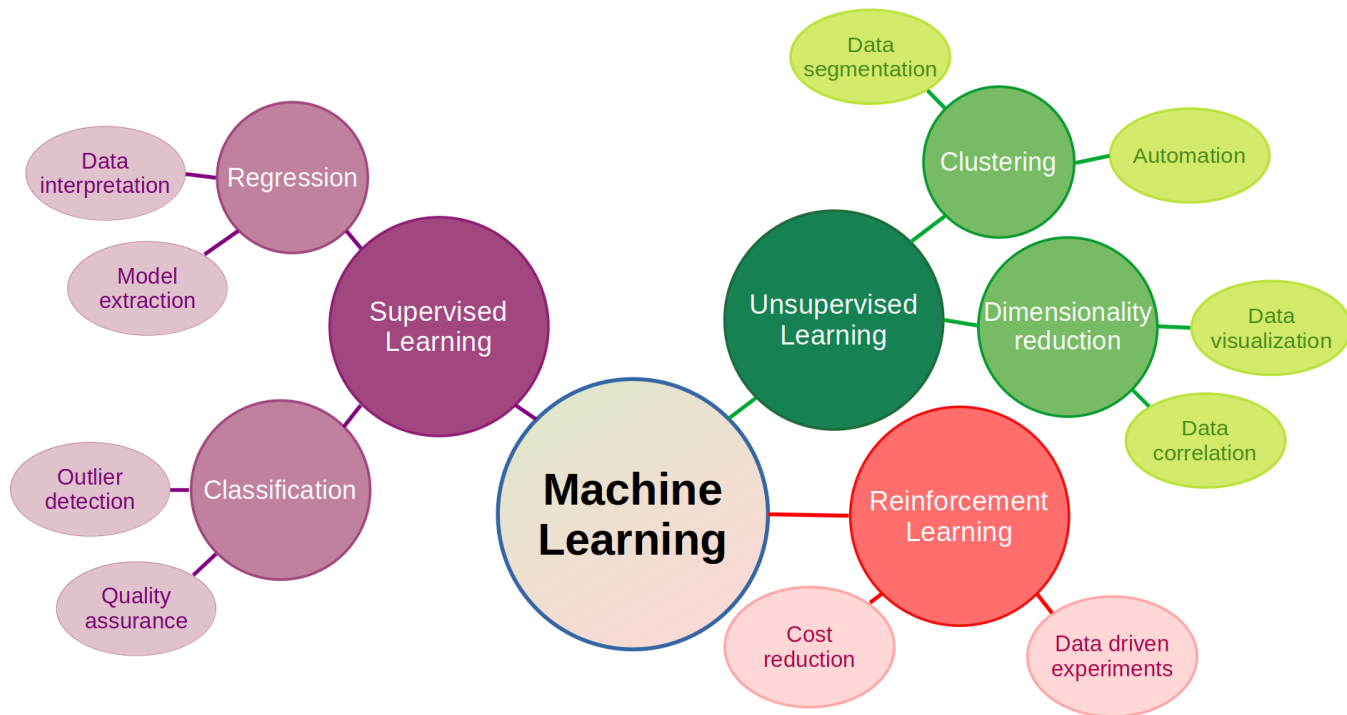 Data
segmentation
Clustering
Automation
Data
interpretation
Regression
Model
extraction
Supervised
Learning
Unsupervised
Learning
Dimensionality
reduction
Data
visualization
Data
correlation
Outlier
detection
Classification
Quality
assurance
Machine
Learning
Reinforcement
Learning
Cost
reduction
Data driven
experiments